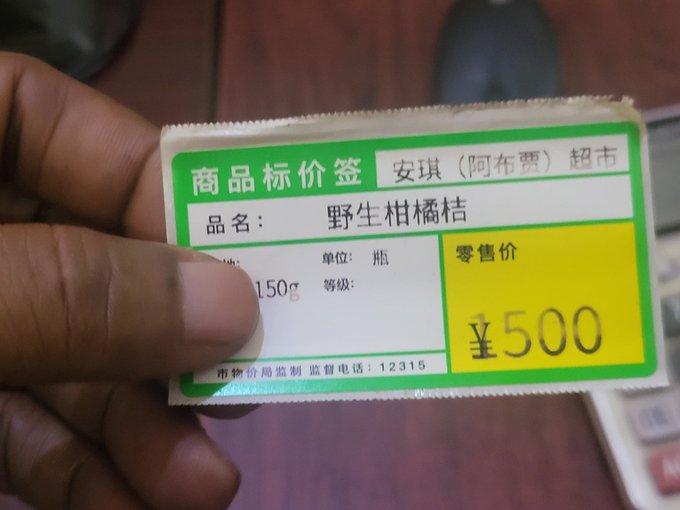 商品标价签
安琪（阿布贾）超市
品名： 野生柑橘桔
地: 单位: 瓶
150g 等级:
零售价
¥1500
市物价局监制 监督电话：12315